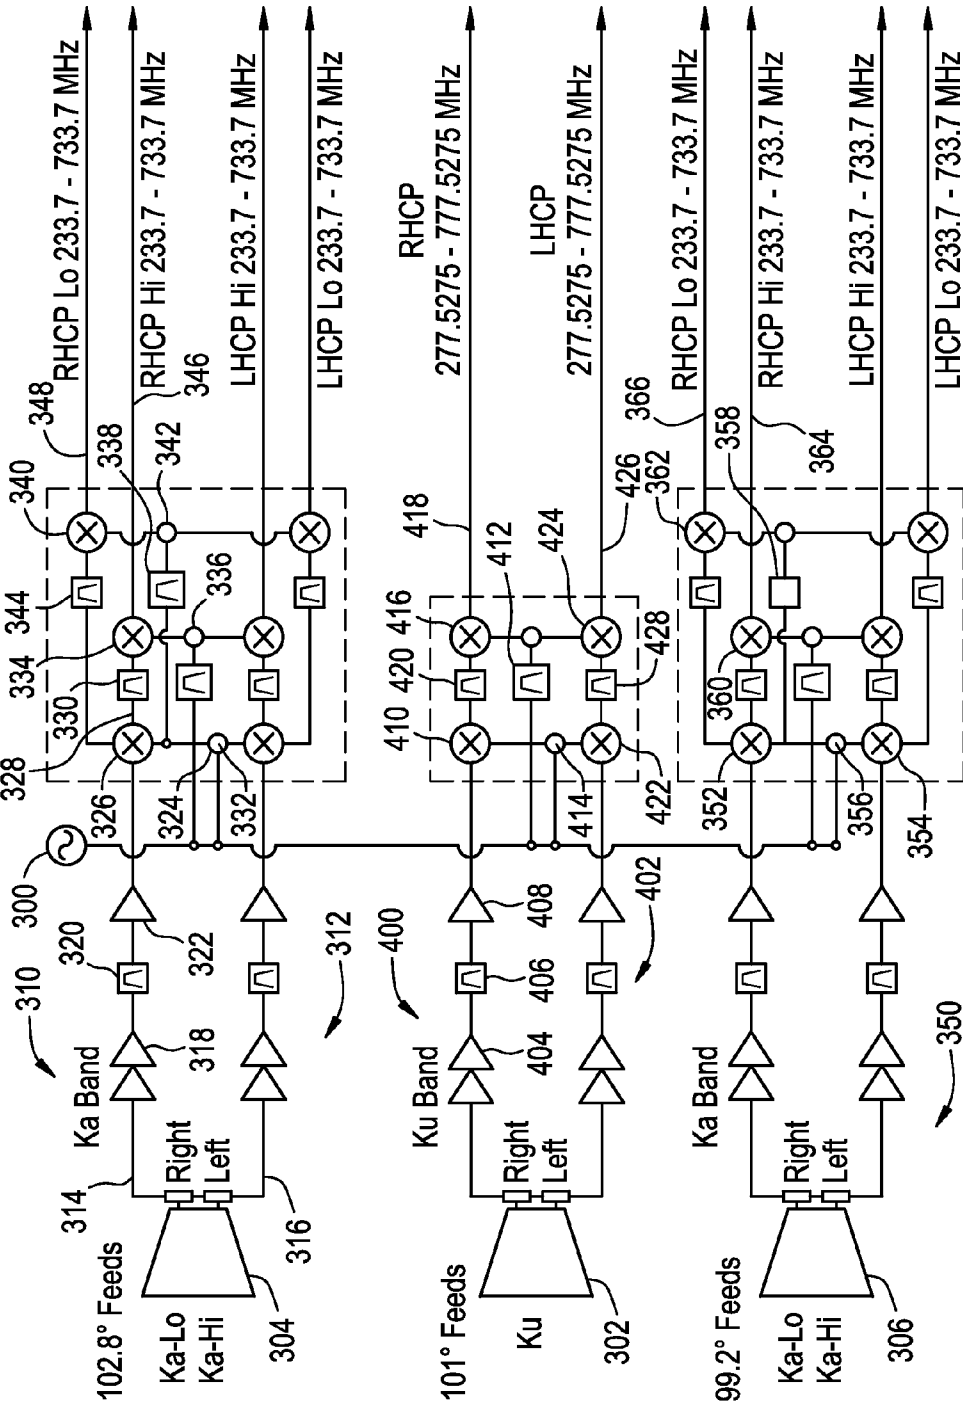 102.8° Feeds
Ka-Lo
Ka-Hi
304
314
316
Right
Left
Ka Band
310
318
320
322
312
300
326
328
330
334
344
340
348
324
332
336
338
342
346
RHCP Lo 233.7 - 733.7 MHz
RHCP Hi 233.7 - 733.7 MHz
LHCP Hi 233.7 - 733.7 MHz
LHCP Lo 233.7 - 733.7 MHz
101° Feeds
Ku
302
Right
Left
Ku Band
400
404
406
408
402
410
420
416
418
414
422
412
428
424
426
RHCP
277.5275 - 777.5275 MHz
LHCP
277.5275 - 777.5275 MHz
99.2° Feeds
Ka-Lo
Ka-Hi
306
Right
Left
Ka Band
350
352
360
362
366
356
354
358
364
RHCP Lo 233.7 - 733.7 MHz
RHCP Hi 233.7 - 733.7 MHz
LHCP Hi 233.7 - 733.7 MHz
LHCP Lo 233.7 - 733.7 MHz